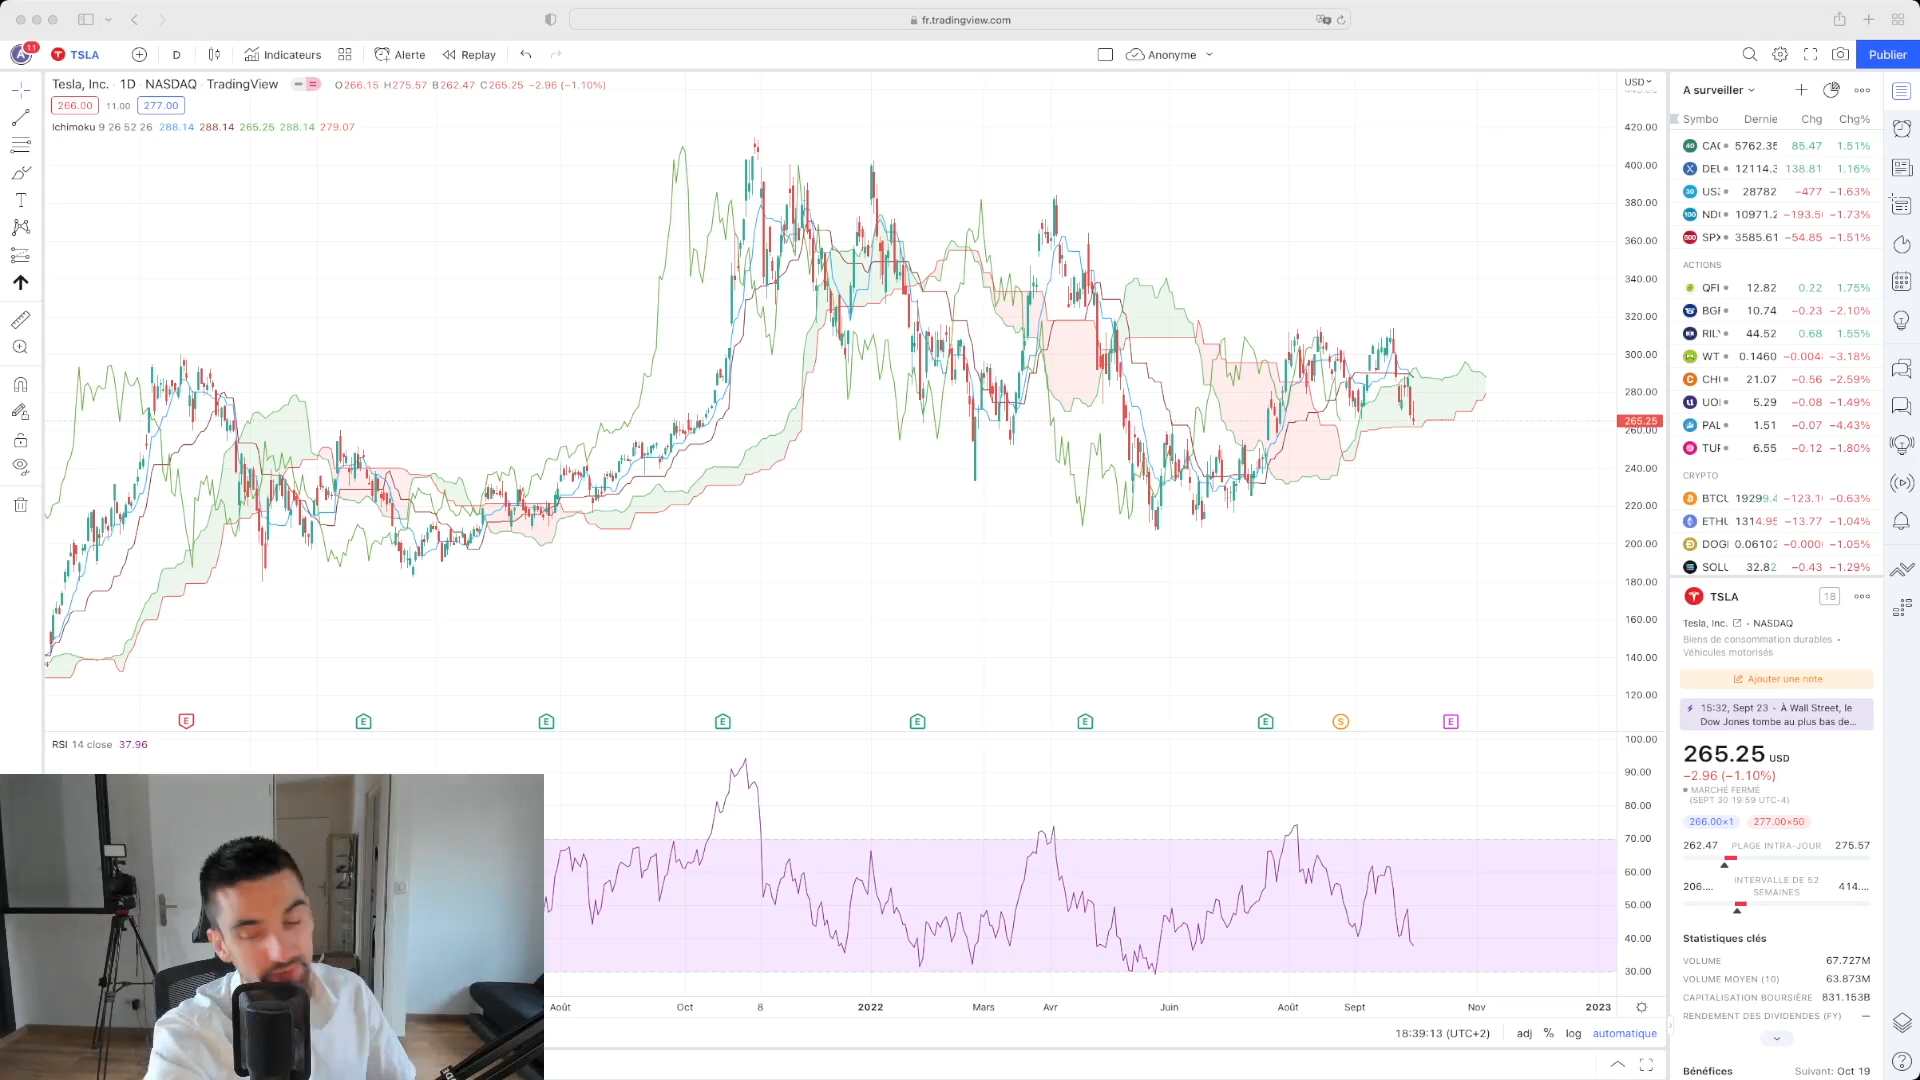 fr.tradingview.com
11
TSLA
D
Indicateurs
Alerte
Replay
Anonyme
Publier
Tesla, Inc. · 1D · NASDAQ · TradingView
O266.15 H275.57 B262.47 C265.25 −2.96 (−1.10%)
266.00 11.00 277.00
Ichimoku 9 26 52 26 288.14 288.14 265.25 288.14 279.07
USD
420.00
400.00
380.00
360.00
340.00
320.00
300.00
280.00
265.25
260.00
240.00
220.00
200.00
180.00
160.00
140.00
120.00
E E E E E E E S E
RSI 14 close 37.96
100.00
90.00
80.00
70.00
60.00
50.00
40.00
30.00
Août Oct 8 2022 Mars Avr Juin Août Sept Nov 2023
18:39:13 (UTC+2) adj % log automatique
A surveiller
Symbo Dernie Chg Chg%
5762.35 85.47 1.51%
12114.3 138.81 1.16%
28782 −477 −1.63%
10971.2 −193.5 −1.73%
3585.61 −54.85 −1.51%
ACTIONS
QFI 12.82 0.22 1.75%
10.74 −0.23 −2.10%
44.52 0.68 1.55%
WT 0.1460 −3.18%
21.07 −0.56 −2.59%
5.29 −0.08 −1.49%
PAL 1.51 −0.07 −4.43%
6.55 −0.12 −1.80%
CRYPTO
19299.4 −123.1 −0.63%
1314.95 −13.77 −1.04%
DOG 0.06102 −0.000 −1.05%
32.82 −0.43 −1.29%
TSLA 18
Tesla, Inc. · NASDAQ
Biens de consommation durables •
Véhicules motorisés
Ajouter une note
15:32, Sept 23 · À Wall Street, le
Dow Jones tombe au plus bas de...
265.25 USD
−2.96 (−1.10%)
MARCHÉ FERMÉ
(SEPT 30 19:59 UTC-4)
266.00×1 277.00×50
262.47 PLAGE INTRA-JOUR 275.57
206.... INTERVALLE DE 52 SEMAINES 414....
Statistiques clés
VOLUME 67.727M
VOLUME MOYEN (10) 63.873M
CAPITALISATION BOURSIÈRE 831.153B
RENDEMENT DES DIVIDENDES (FY) —
Bénéfices Suivant: Oct 19